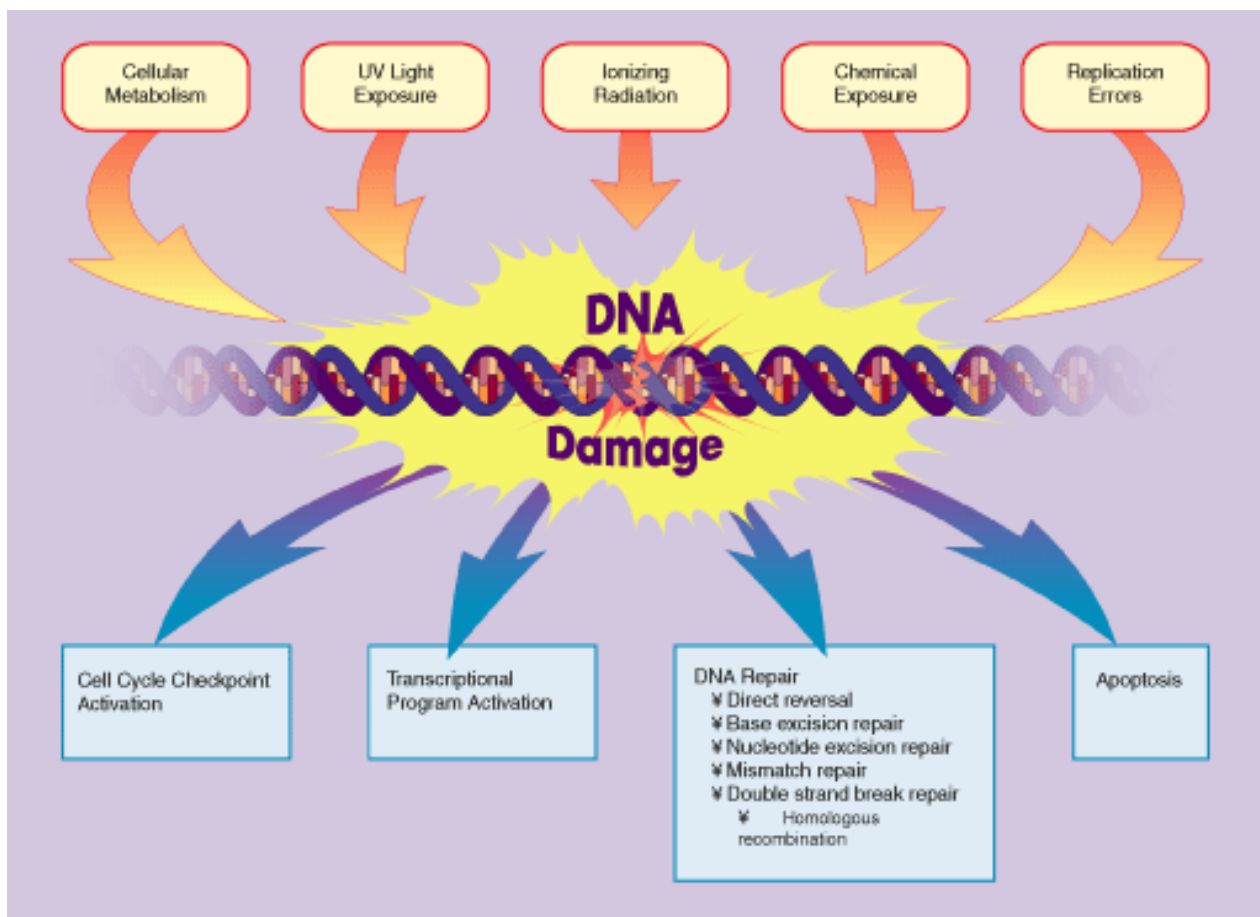 Cellular
Metabolism
UV Light
Exposure
Ionizing
Radiation
Chemical
Exposure
Replication
Errors
DNA
Damage
Cell Cycle Checkpoint
Activation
Transcriptional
Program Activation
DNA Repair
¥ Direct reversal
¥ Base excision repair
¥ Nucleotide excision repair
¥ Mismatch repair
¥ Double strand break repair
¥ Homologous
recombination
Apoptosis